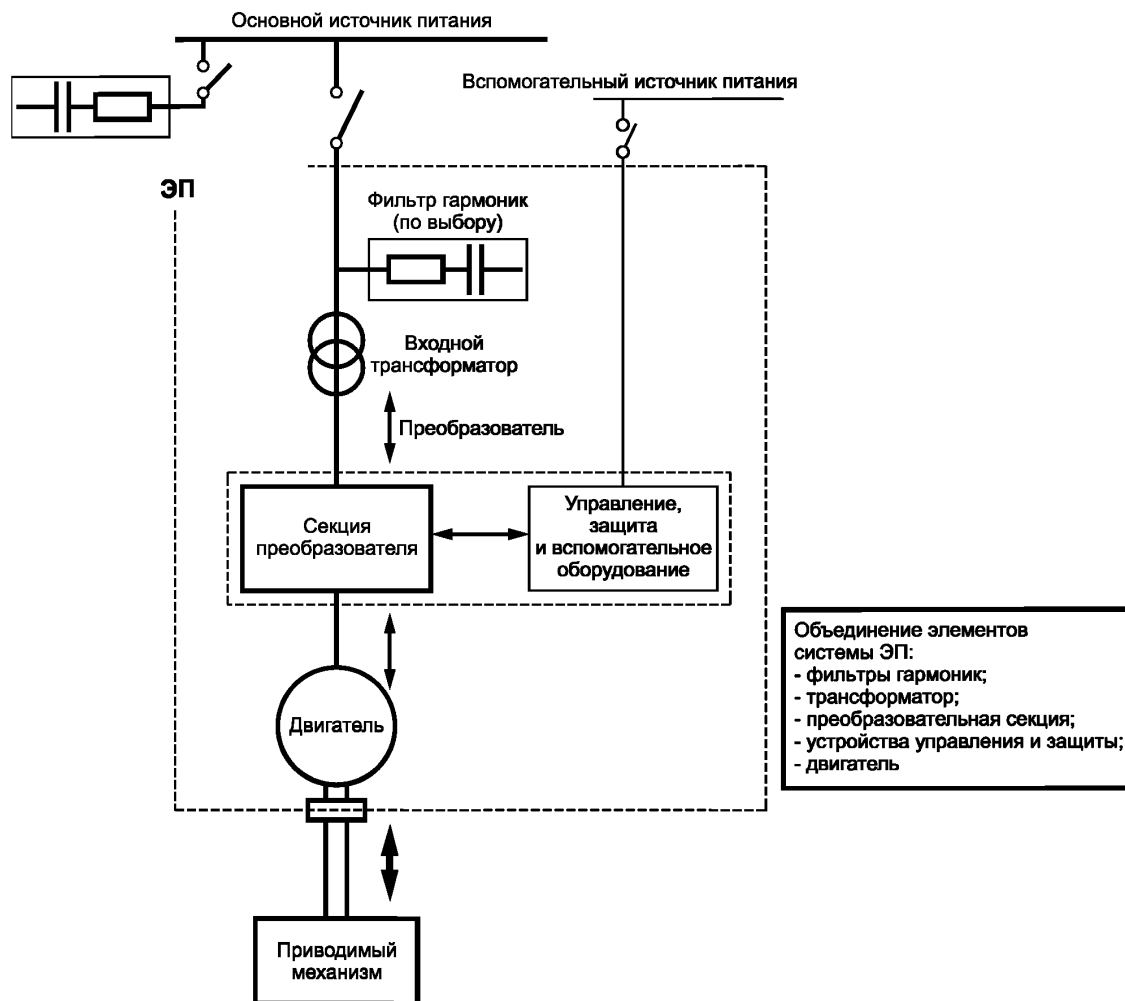 Основной источник питания
Вспомогательный источник питания
ЭП
Фильтр гармоник
(по выбору)
Входной
трансформатор
Преобразователь
Секция
преобразователя
Управление,
защита
и вспомогательное
оборудование
Двигатель
Объединение элементов
системы ЭП:
- фильтры гармоник;
- трансформатор;
- преобразовательная секция;
- устройства управления и защиты;
- двигатель
Приводимый
механизм